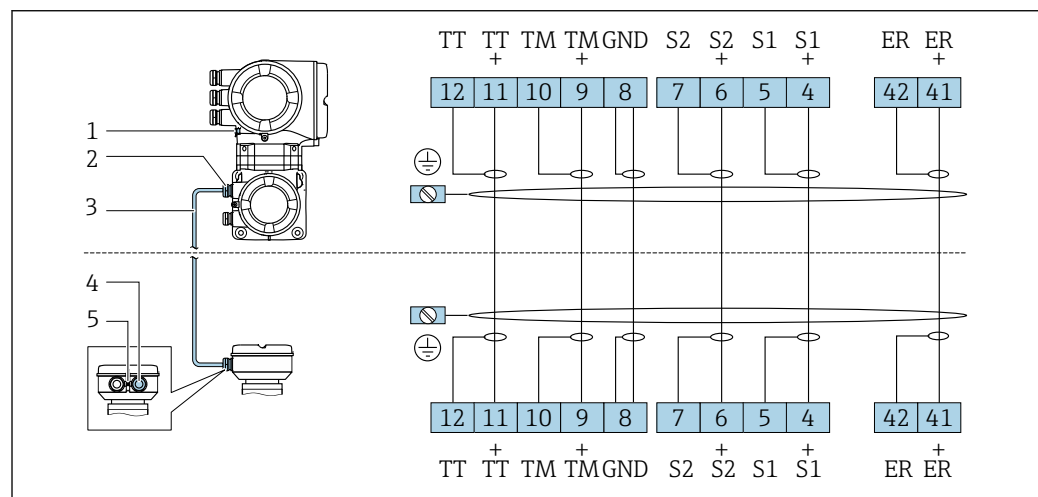 TT TT TM TM GND S2 S2 S1 S1 ER ER
+ + + + +
12 11 10 9 8 7 6 5 4 42 41
1
2
3
4
5
12 11 10 9 8 7 6 5 4 42 41
+ + + + +
TT TT TM TM GND S2 S2 S1 S1 ER ER